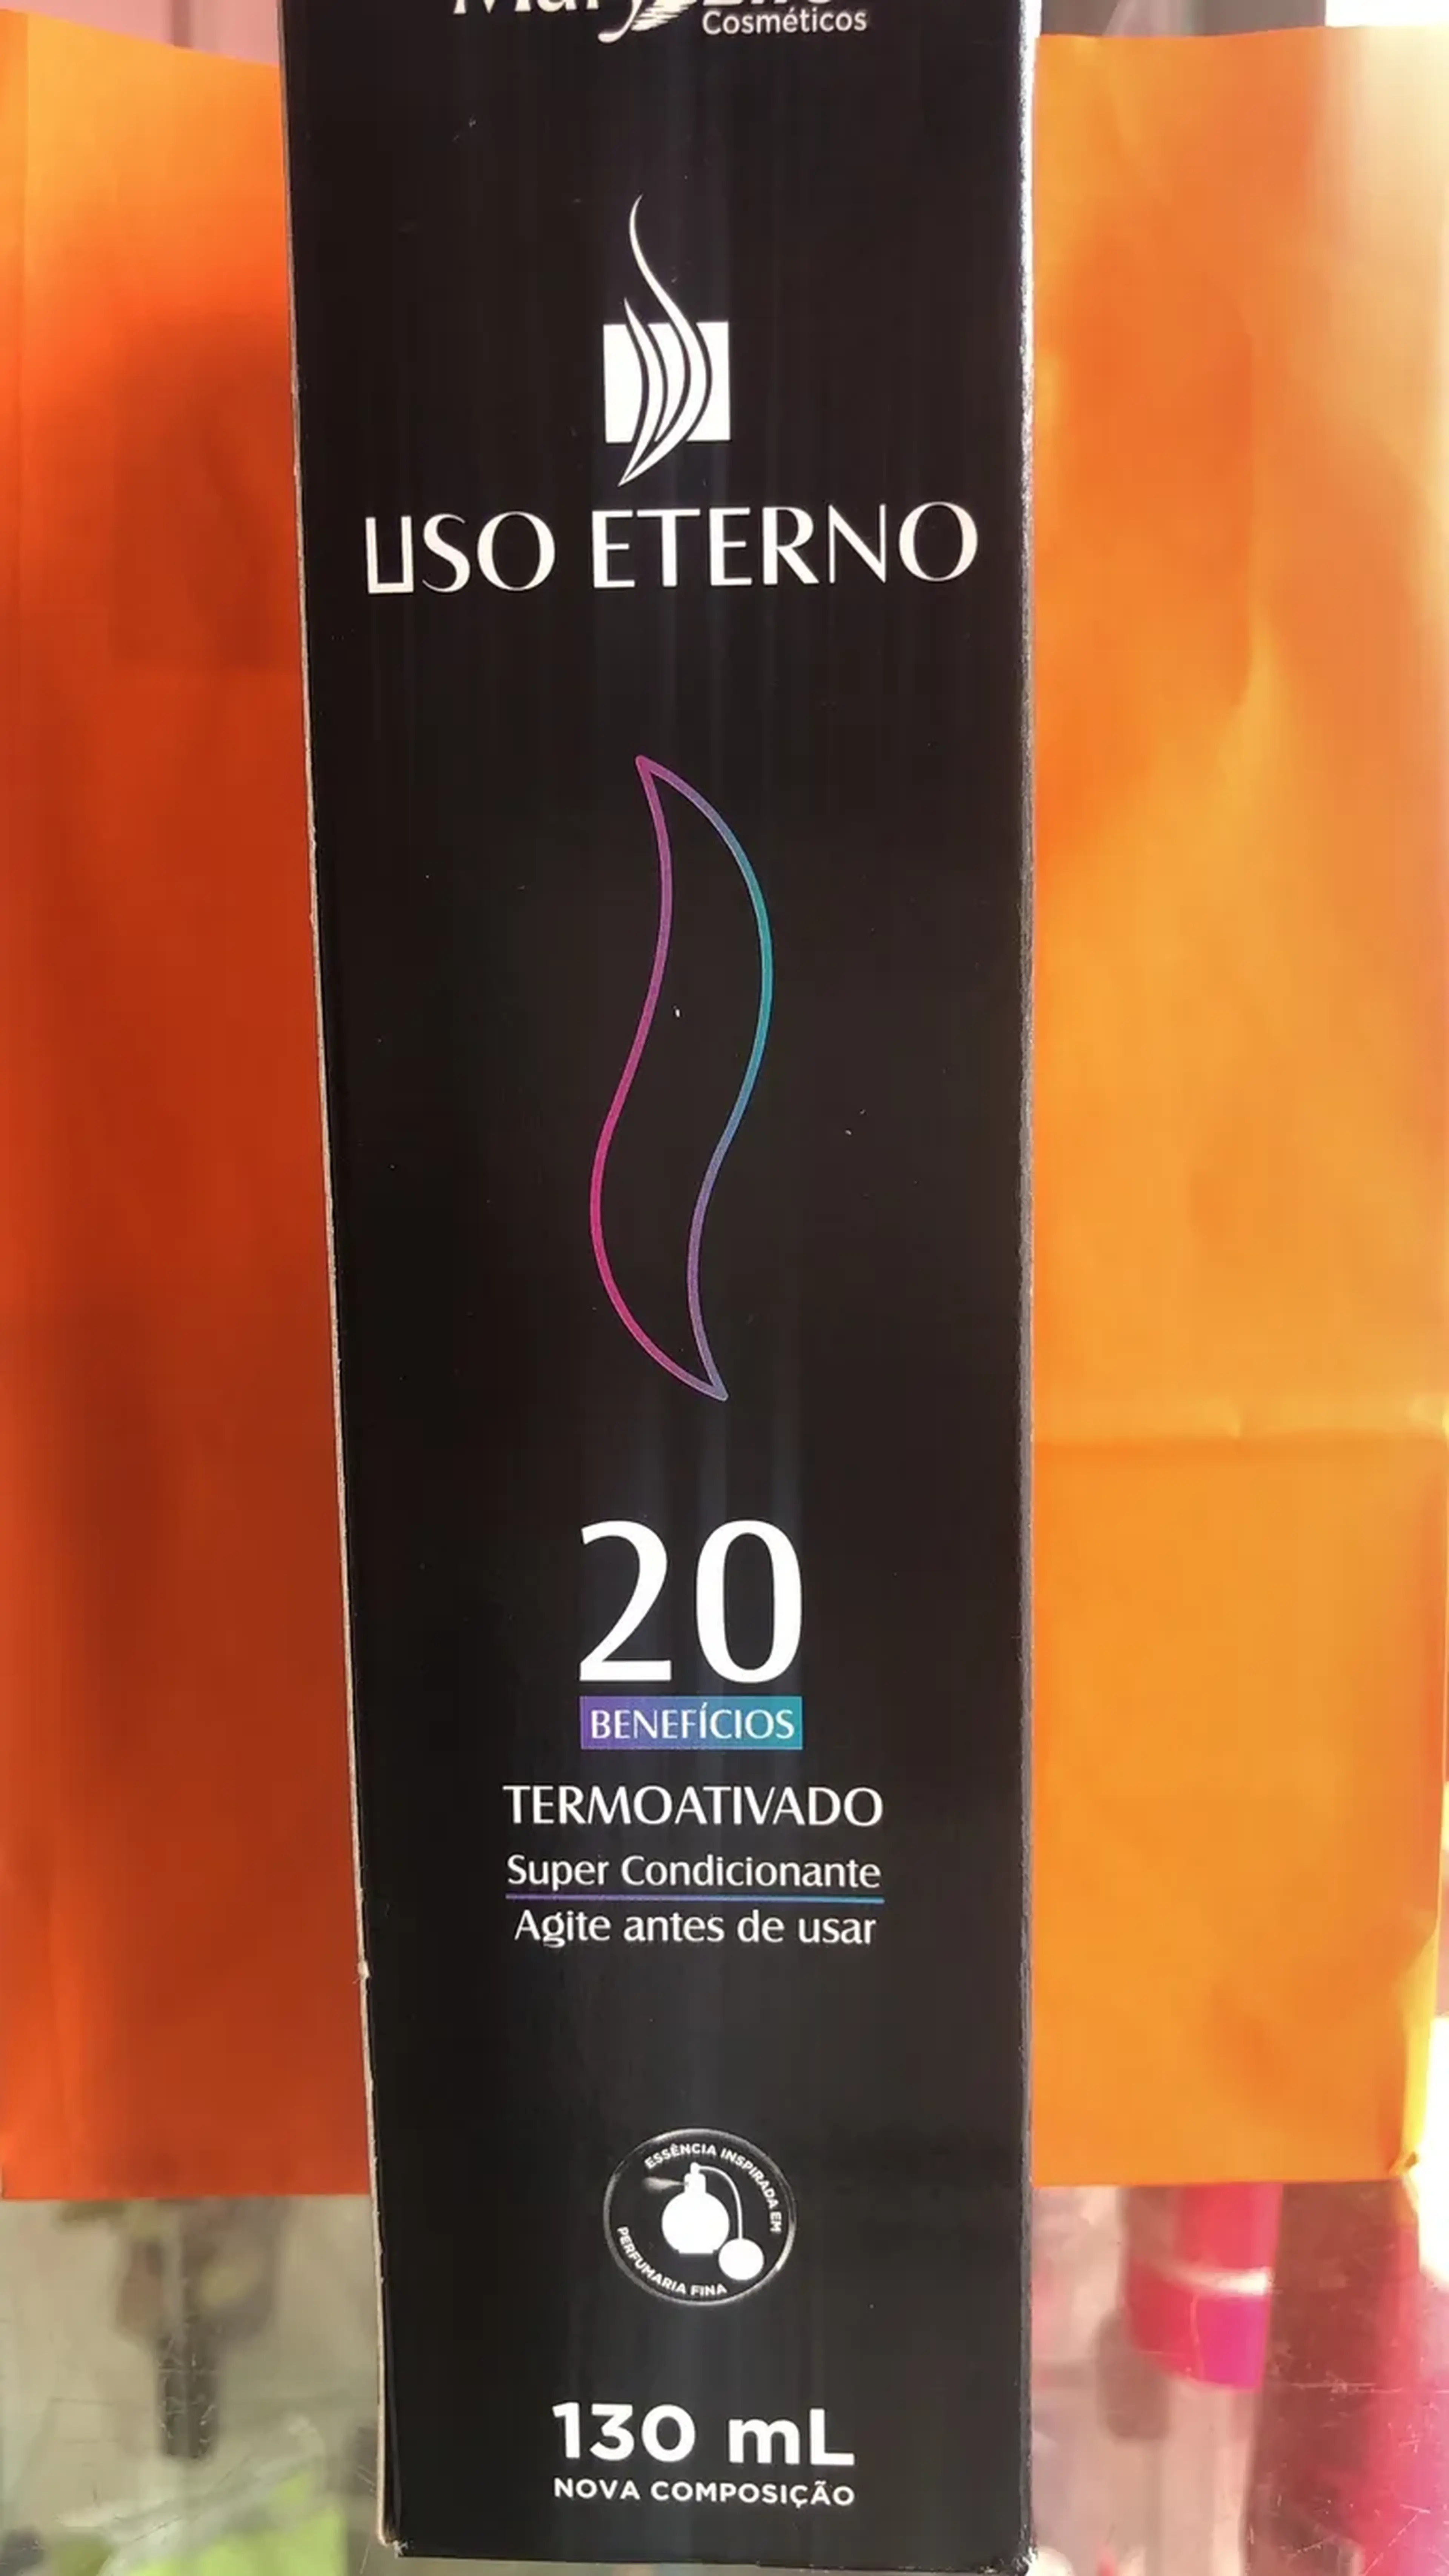 Cosméticos
LISO ETERNO
20
BENEFÍCIOS
TERMOATIVADO
Super Condicionante
Agite antes de usar
ESSÊNCIA INSPIRADA EM
PERFUMARIA FINA
130 mL
NOVA COMPOSIÇÃO